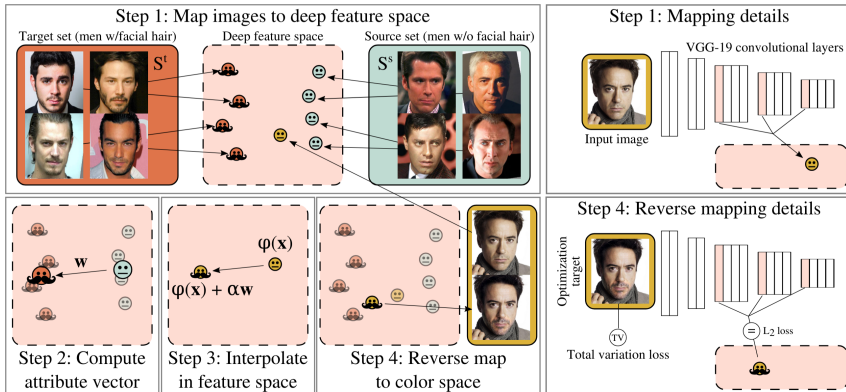 Step 1: Map images to deep feature space
Target set (men w/facial hair)
Deep feature space
Source set (men w/o facial hair)
Sᵗ
Sˢ
Step 1: Mapping details
VGG-19 convolutional layers
Input image
w
Step 2: Compute
attribute vector
φ(x)
φ(x) + αw
Step 3: Interpolate
in feature space
Step 4: Reverse map
to color space
Step 4: Reverse mapping details
Optimization
target
TV
Total variation loss
= L₂ loss